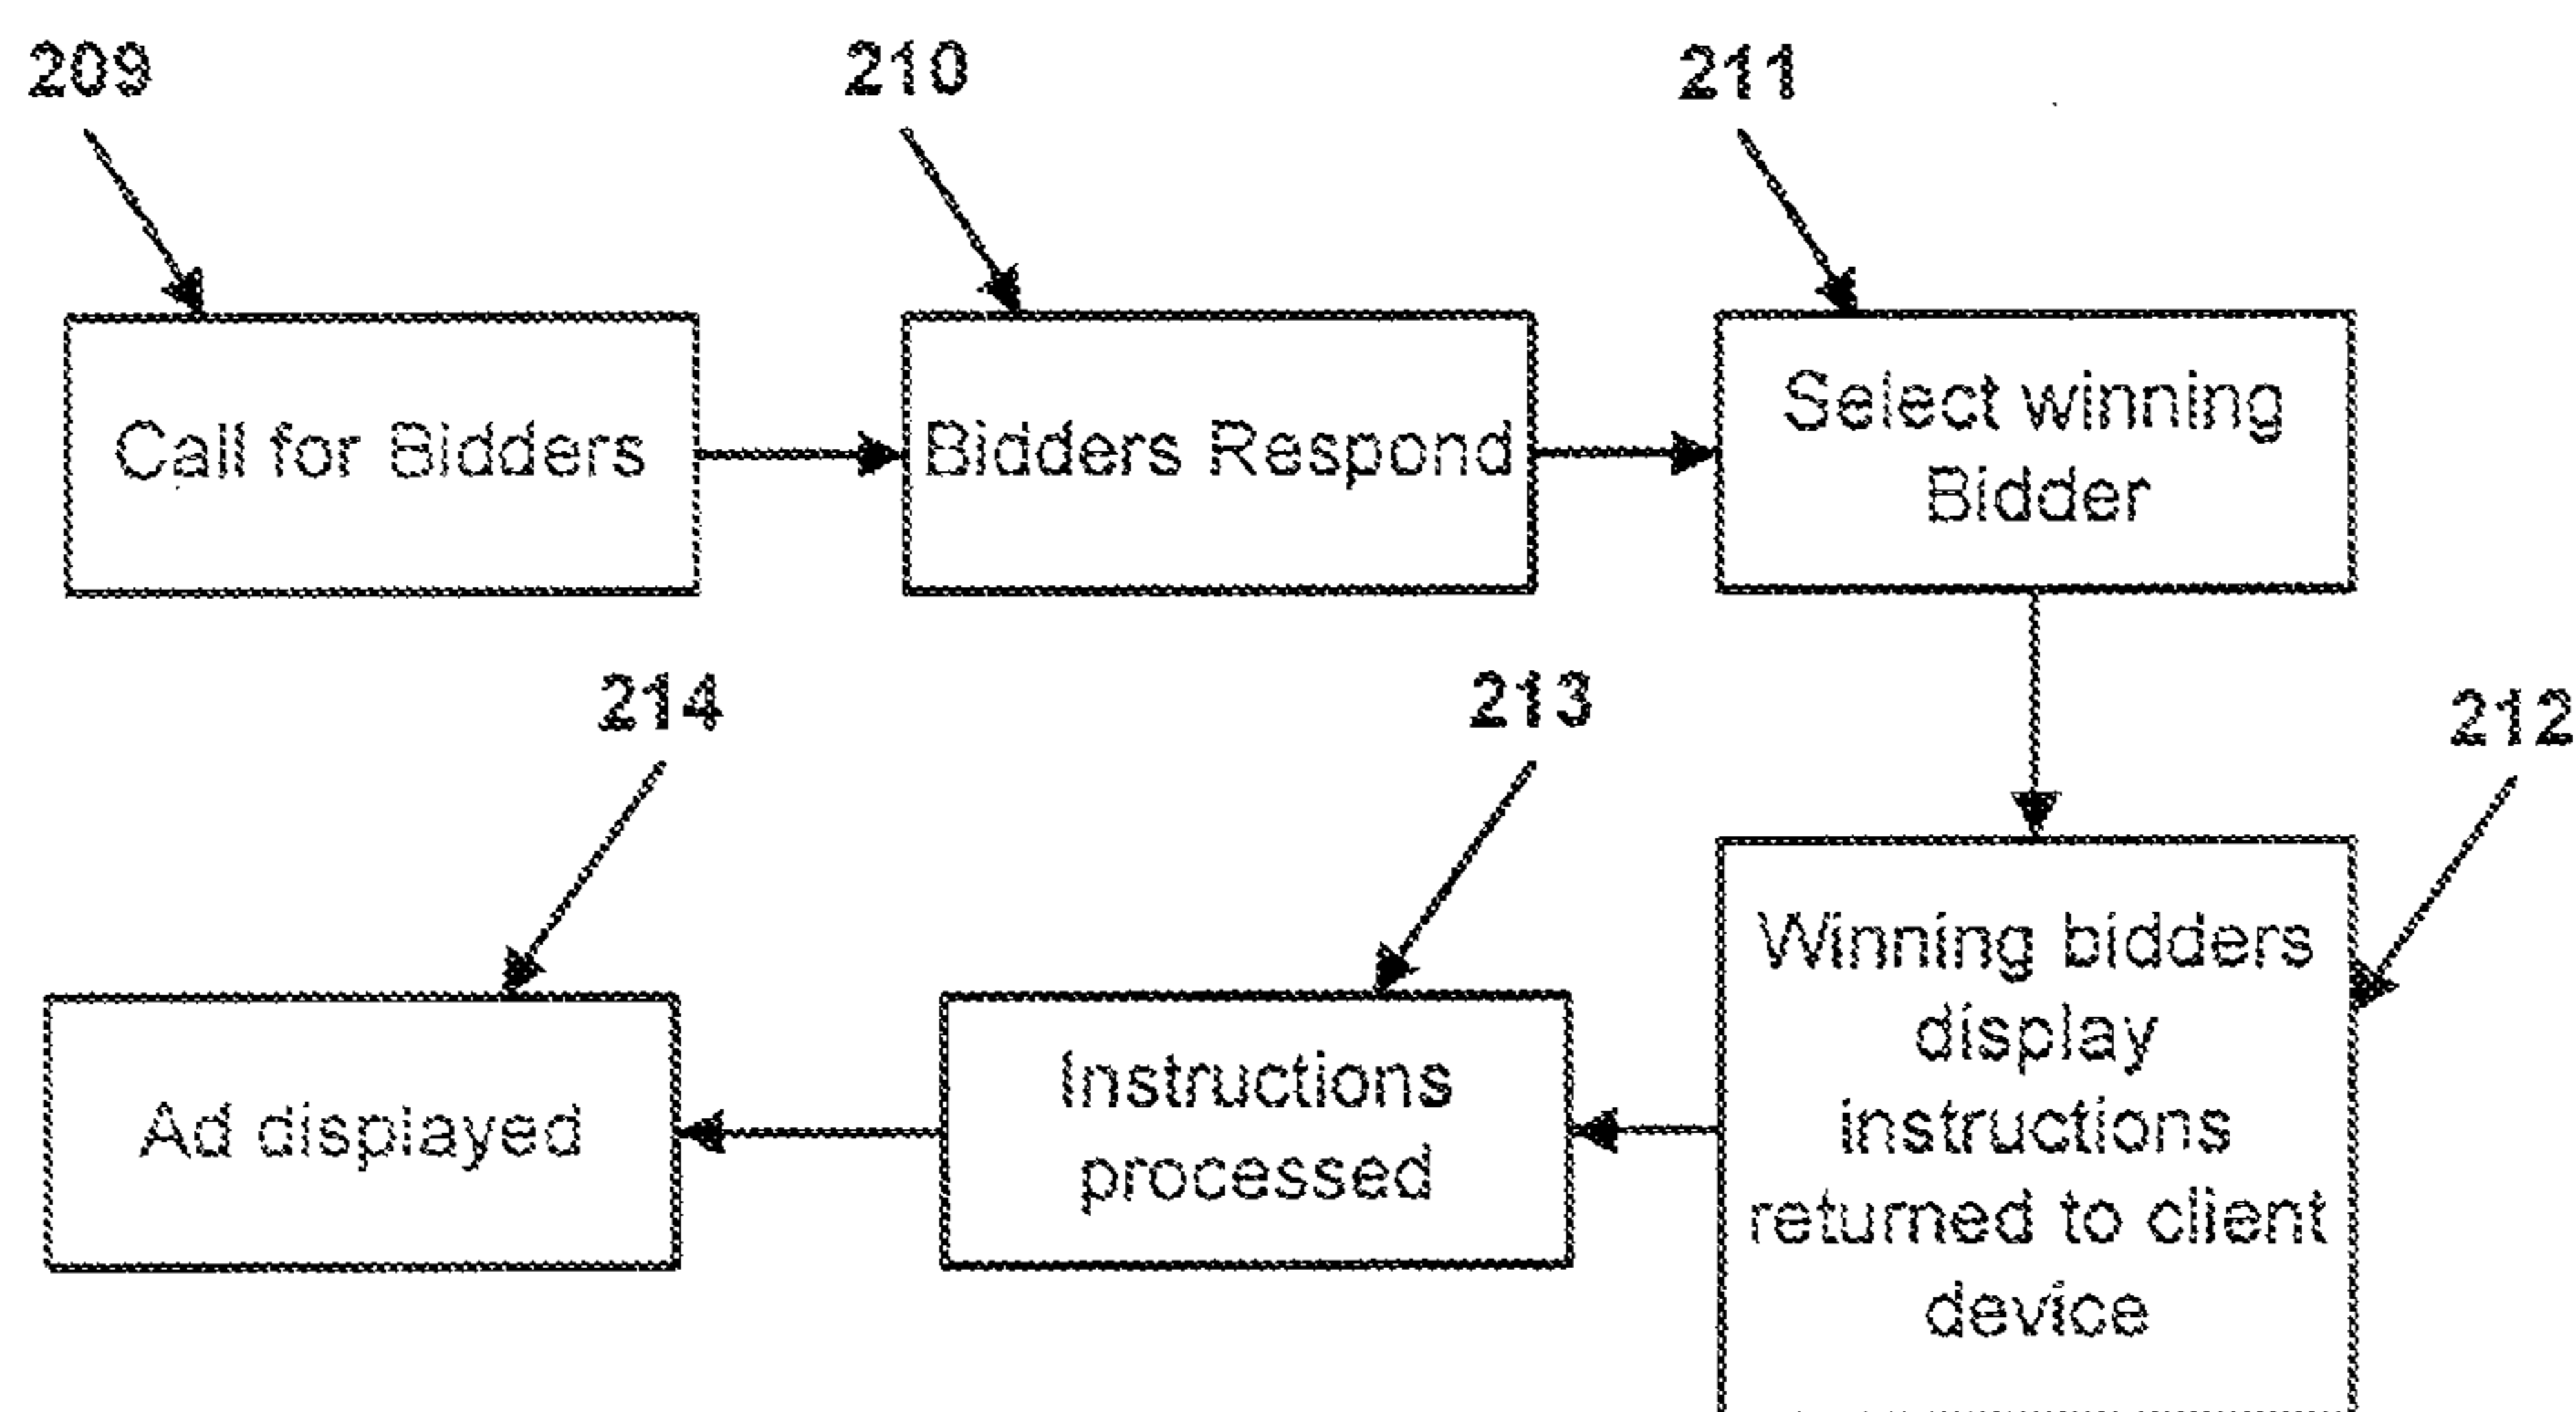 209
210
211
Call for Bidders
Bidders Respond
Select winning
Bidder
214
213
212
Ad displayed
Instructions
processed
Winning bidders
display
instructions
returned to client
device